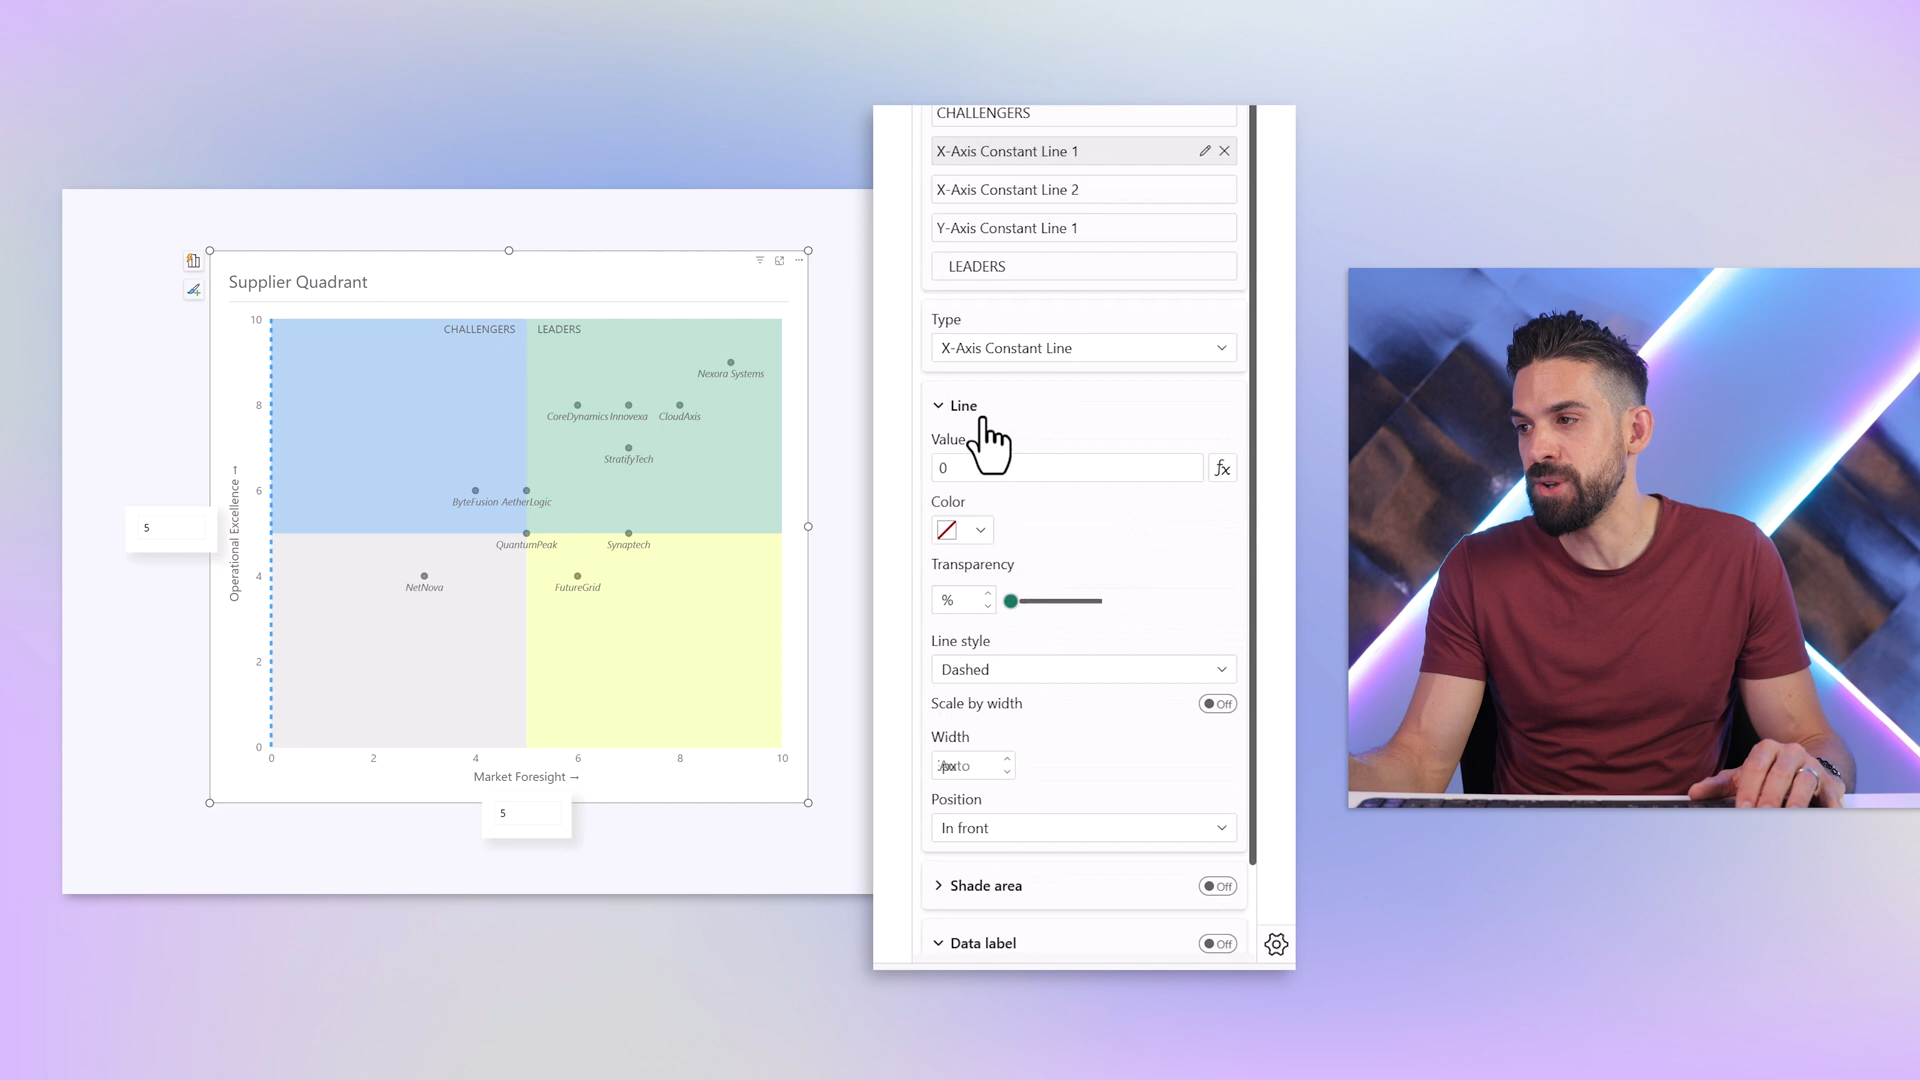 Supplier Quadrant
10
8
6
4
2
0
0
2
4
6
8
10
Operational Excellence →
Market Foresight →
CHALLENGERS
LEADERS
Nexora Systems
CoreDynamics
Innovexa
CloudAxis
StratifyTech
ByteFusion
AetherLogic
QuantumPeak
Synaptech
NetNova
FutureGrid
5
5
CHALLENGERS
X-Axis Constant Line 1
X-Axis Constant Line 2
Y-Axis Constant Line 1
LEADERS
Type
X-Axis Constant Line
Line
Value
0
fx
Color
Transparency
%
Line style
Dashed
Scale by width
Off
Width
Auto
px
Position
In front
Shade area
Off
Data label
Off